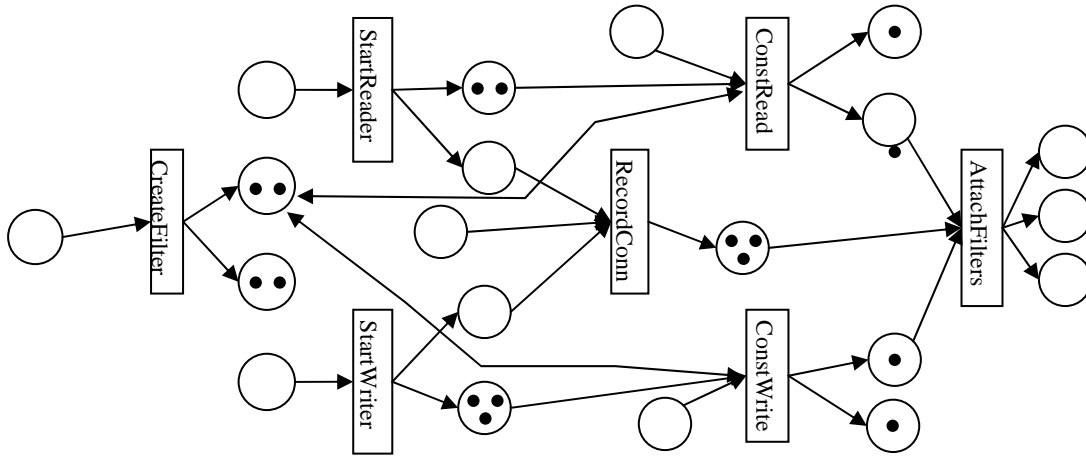 StartReader
ConstRead
CreateFilter
RecordConn
AttachFilters
StartWriter
ConstWrite